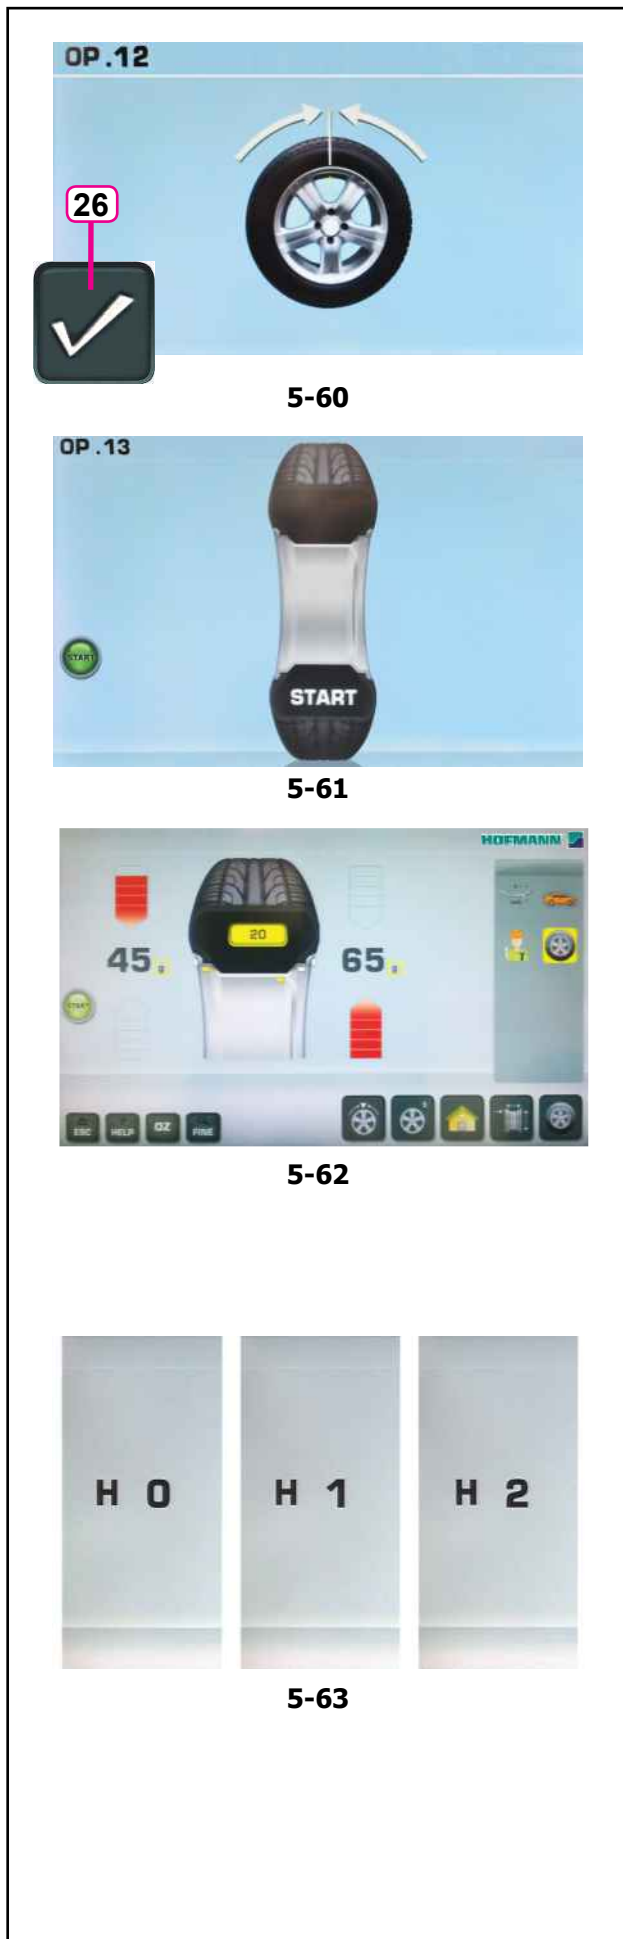 OP.12
26
5-60
OP.13
START
START
5-61
HOFMANN
20
45 g
65 g
START
ESC
HELP
OZ
FINE
5-62
H 0
H 1
H 2
5-63